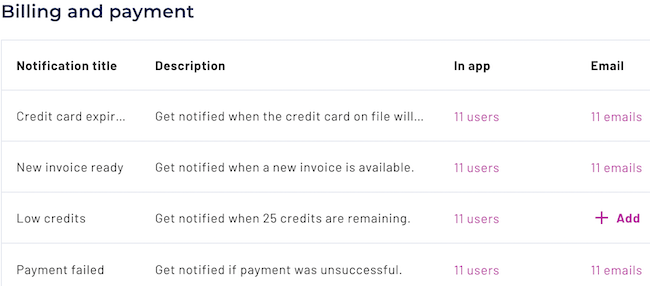 Billing and payment
Notification title Description In app Email
Credit card expir... Get notified when the credit card on file will... 11 users 11 emails
New invoice ready Get notified when a new invoice is available. 11 users 11 emails
Low credits Get notified when 25 credits are remaining. 11 users + Add
Payment failed Get notified if payment was unsuccessful. 11 users 11 emails